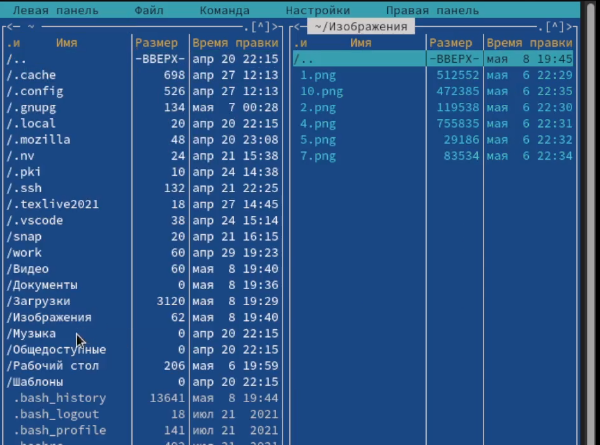 Левая панель Файл Команда Настройки Правая панель
<— ~ .[^]> <— ~/Изображения .[^]>
.и Имя Размер Время правки .и Имя Размер Время правки
/.. -ВВЕРХ- апр 20 22:15 /.. -ВВЕРХ- мая 8 19:45
/.cache 698 апр 27 12:13 1.png 512552 мая 6 22:29
/.config 526 апр 27 12:13 10.png 472385 мая 6 22:35
/.gnupg 134 мая 7 00:28 2.png 119538 мая 6 22:30
/.local 20 апр 20 22:15 4.png 755835 мая 6 22:31
/.mozilla 48 апр 20 23:08 5.png 29186 мая 6 22:32
/.nv 24 апр 21 15:38 7.png 83534 мая 6 22:34
/.pki 10 апр 24 14:38
/.ssh 132 апр 21 22:25
/.texlive2021 18 апр 27 14:45
/.vscode 38 апр 24 15:14
/snap 20 апр 21 16:15
/work 60 апр 29 19:23
/Видео 60 мая 8 19:40
/Документы 0 мая 8 19:36
/Загрузки 3120 мая 8 19:29
/Изображения 62 мая 8 19:40
/Музыка 0 апр 20 22:15
/Общедоступные 0 апр 20 22:15
/Рабочий стол 206 мая 6 19:59
/Шаблоны 0 апр 20 22:15
.bash_history 13641 мая 8 19:44
.bash_logout 18 июл 21 2021
.bash_profile 141 июл 21 2021